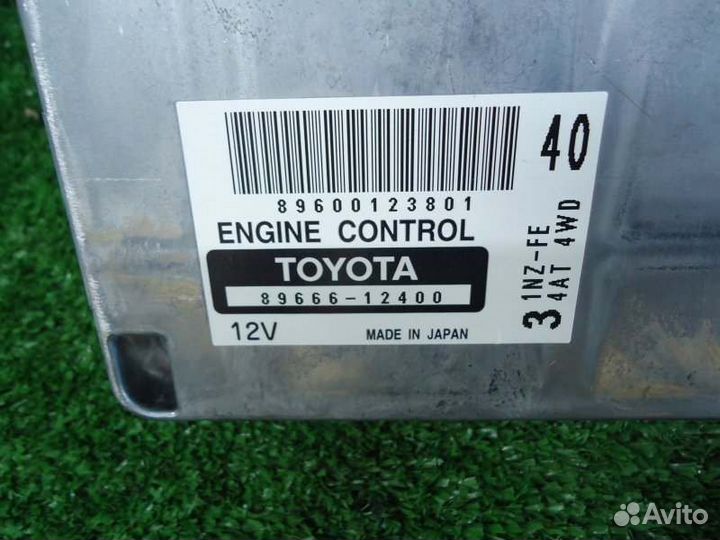 89600123801
ENGINE CONTROL
TOYOTA
89666-12400
12V MADE IN JAPAN
40
3 1NZ-FE
4AT 4WD
Avito